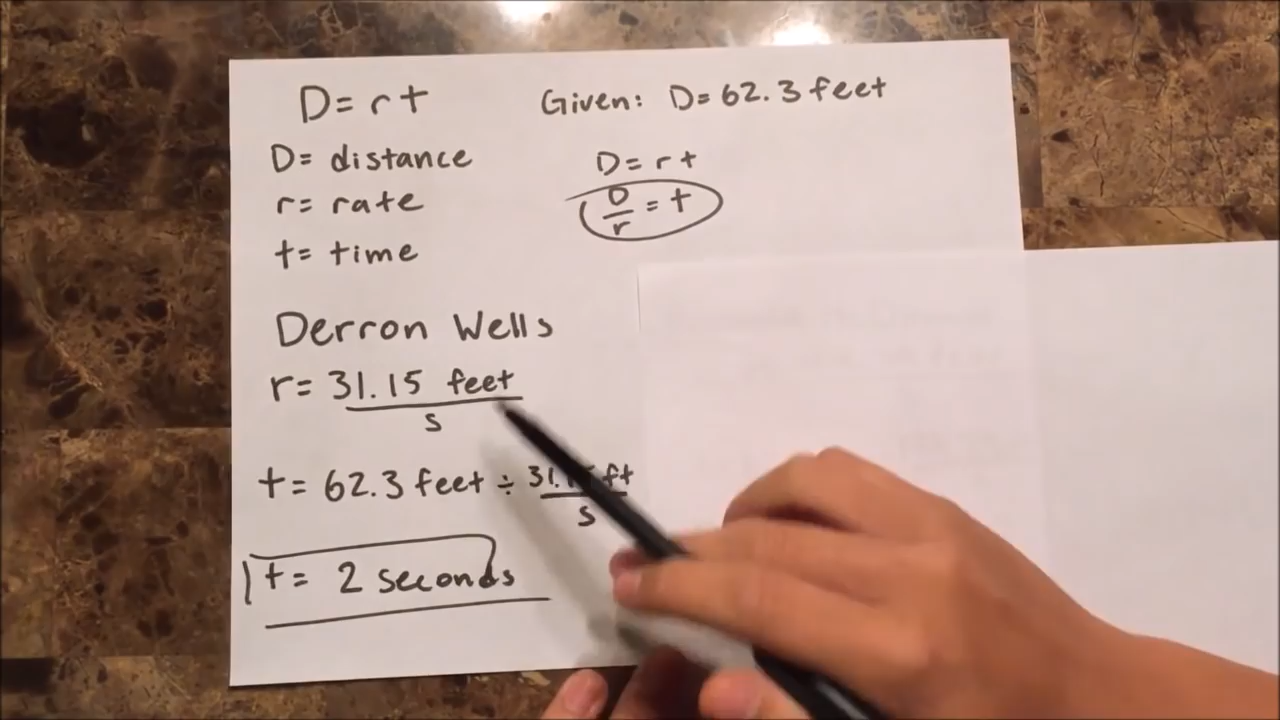 D = rt
Given: D = 62.3 feet
D = distance
r = rate
t = time
D = rt
D/r = t
Derron Wells
r = 31.15 feet
s
t = 62.3 feet ÷ ft
s
t = 2 seconds